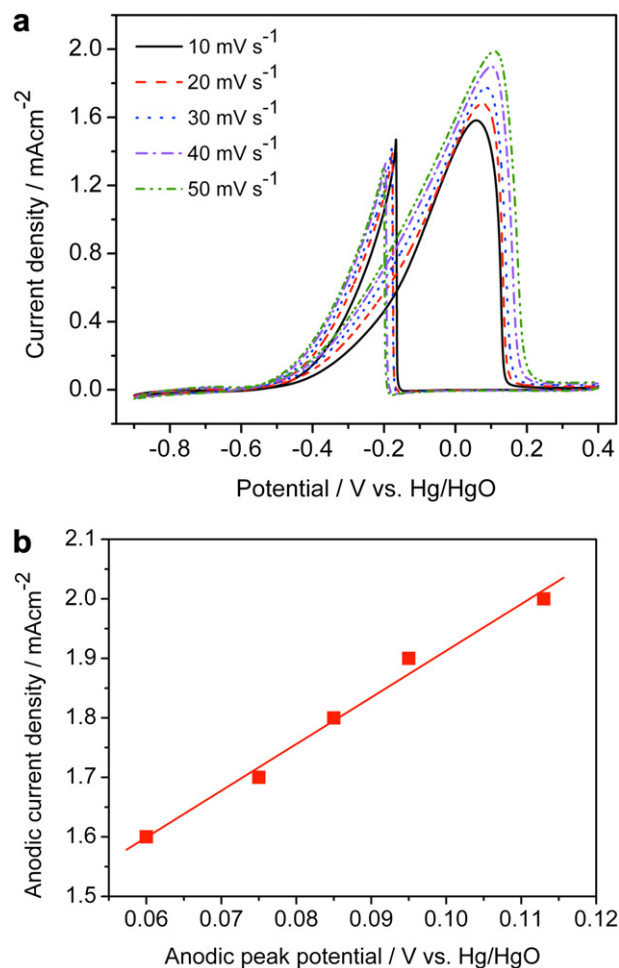 a
10 mV s⁻¹
20 mV s⁻¹
30 mV s⁻¹
40 mV s⁻¹
50 mV s⁻¹
Current density / mAcm⁻²
2.0
1.6
1.2
0.8
0.4
0.0
-0.8 -0.6 -0.4 -0.2 0.0 0.2 0.4
Potential / V vs. Hg/HgO
b
Anodic current density / mAcm⁻²
2.1
2.0
1.9
1.8
1.7
1.6
1.5
0.06 0.07 0.08 0.09 0.10 0.11 0.12
Anodic peak potential / V vs. Hg/HgO